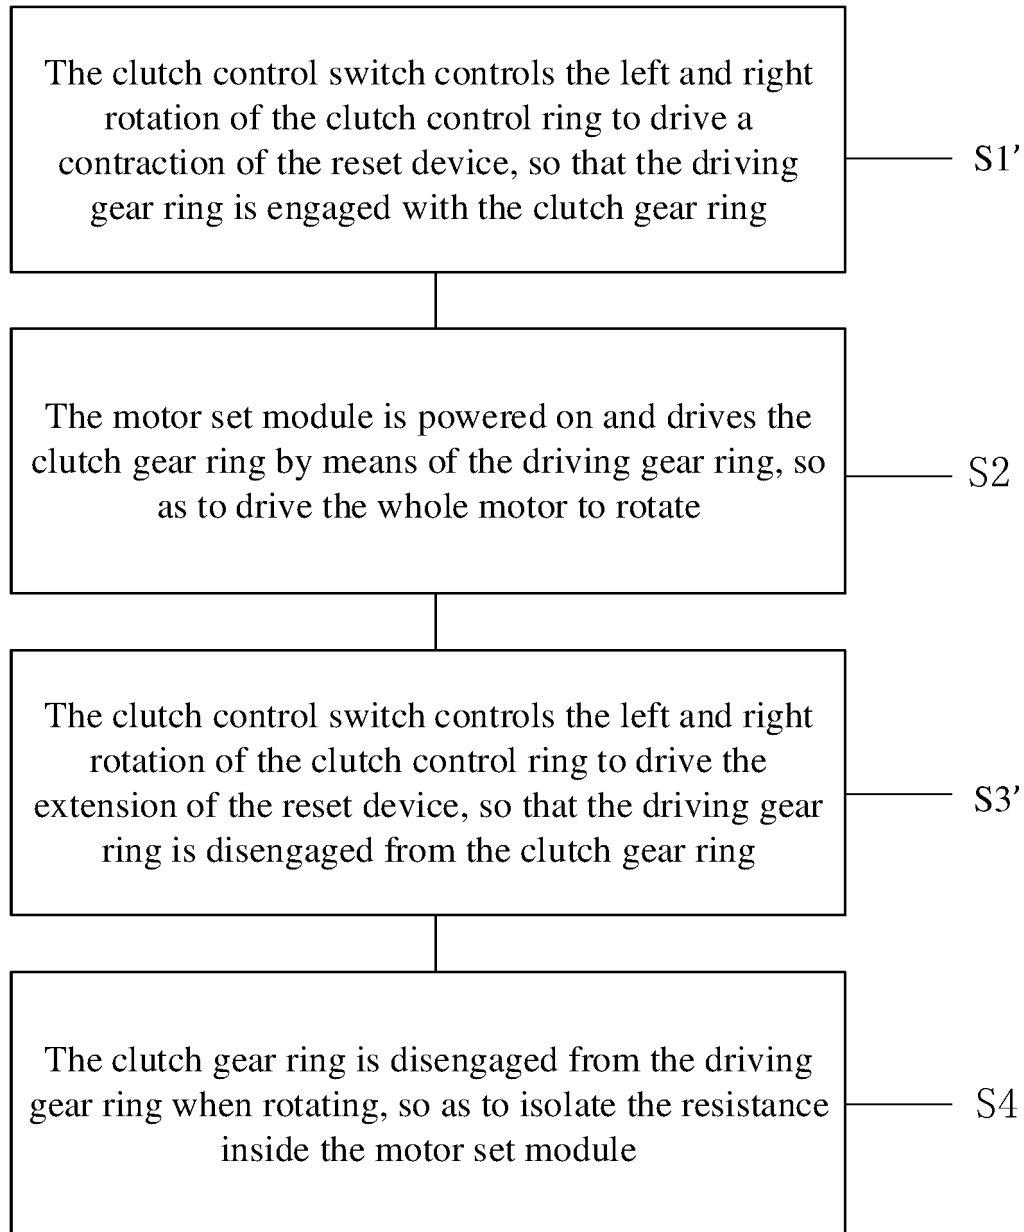 The clutch control switch controls the left and right
rotation of the clutch control ring to drive a
contraction of the reset device, so that the driving
gear ring is engaged with the clutch gear ring
S1’
The motor set module is powered on and drives the
clutch gear ring by means of the driving gear ring, so
as to drive the whole motor to rotate
S2
The clutch control switch controls the left and right
rotation of the clutch control ring to drive the
extension of the reset device, so that the driving gear
ring is disengaged from the clutch gear ring
S3’
The clutch gear ring is disengaged from the driving
gear ring when rotating, so as to isolate the resistance
inside the motor set module
S4